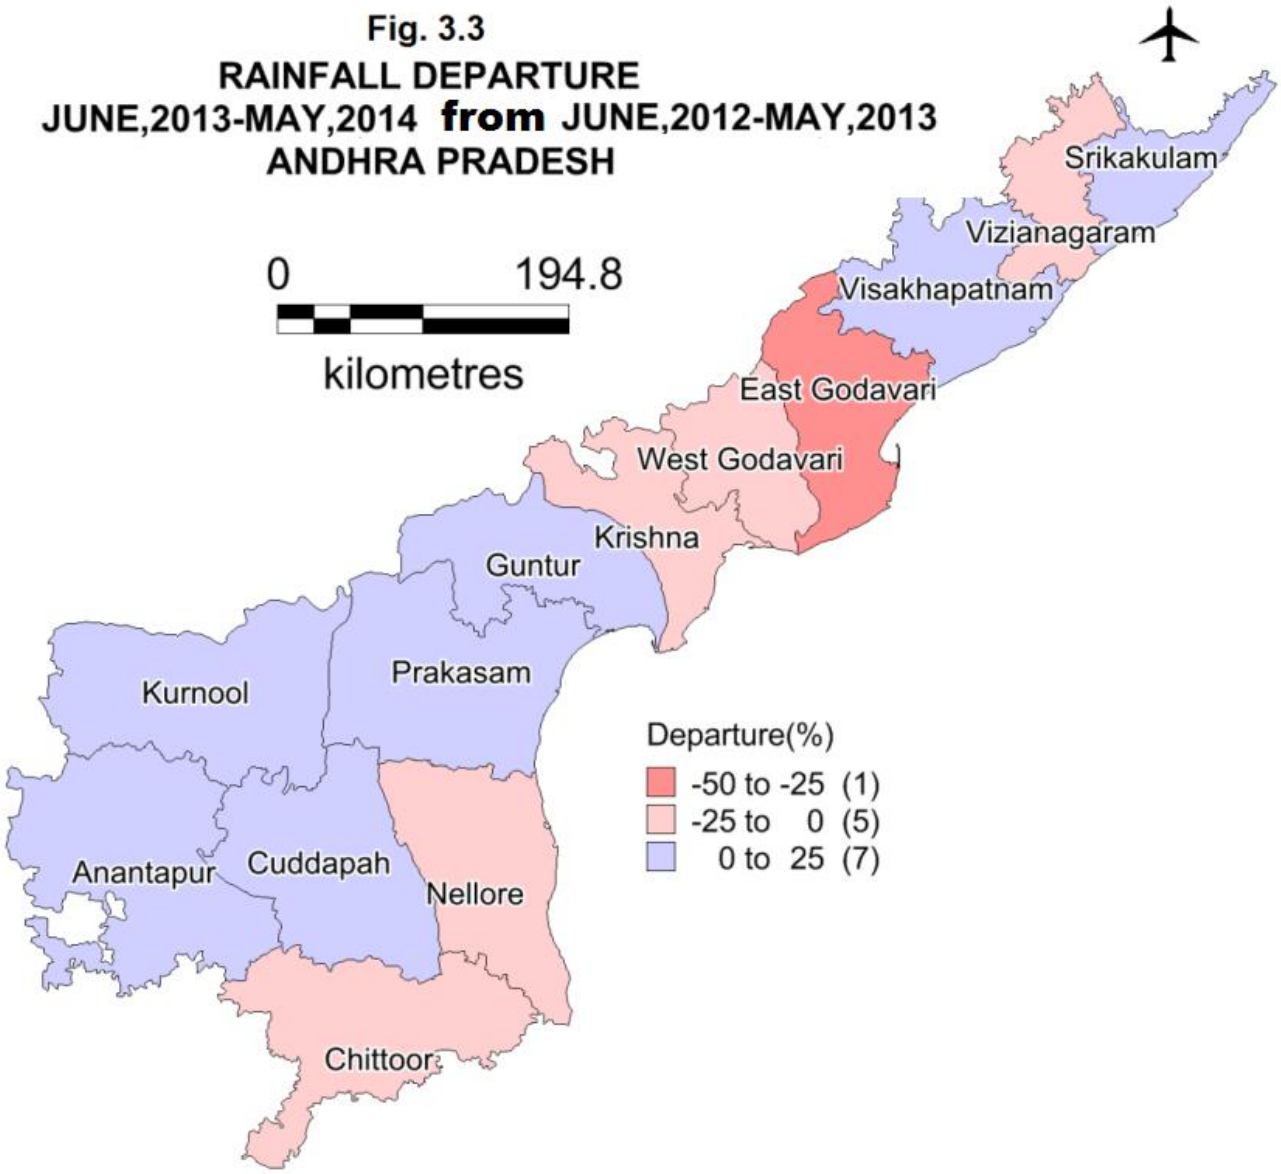 Fig. 3.3
RAINFALL DEPARTURE
JUNE,2013-MAY,2014 from JUNE,2012-MAY,2013
ANDHRA PRADESH
0 194.8
kilometres
Srikakulam
Vizianagaram
Visakhapatnam
East Godavari
West Godavari
Krishna
Guntur
Prakasam
Kurnool
Cuddapah
Anantapur
Nellore
Chittoor
Departure(%)
-50 to -25 (1)
-25 to 0 (5)
0 to 25 (7)